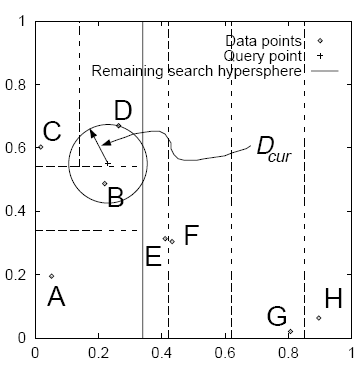 1
Data points
Query point
Remaining search hypersphere
0.8
D
C
0.6
D cur
B
0.4
E F
0.2
A
G H
0
0 0.2 0.4 0.6 0.8 1